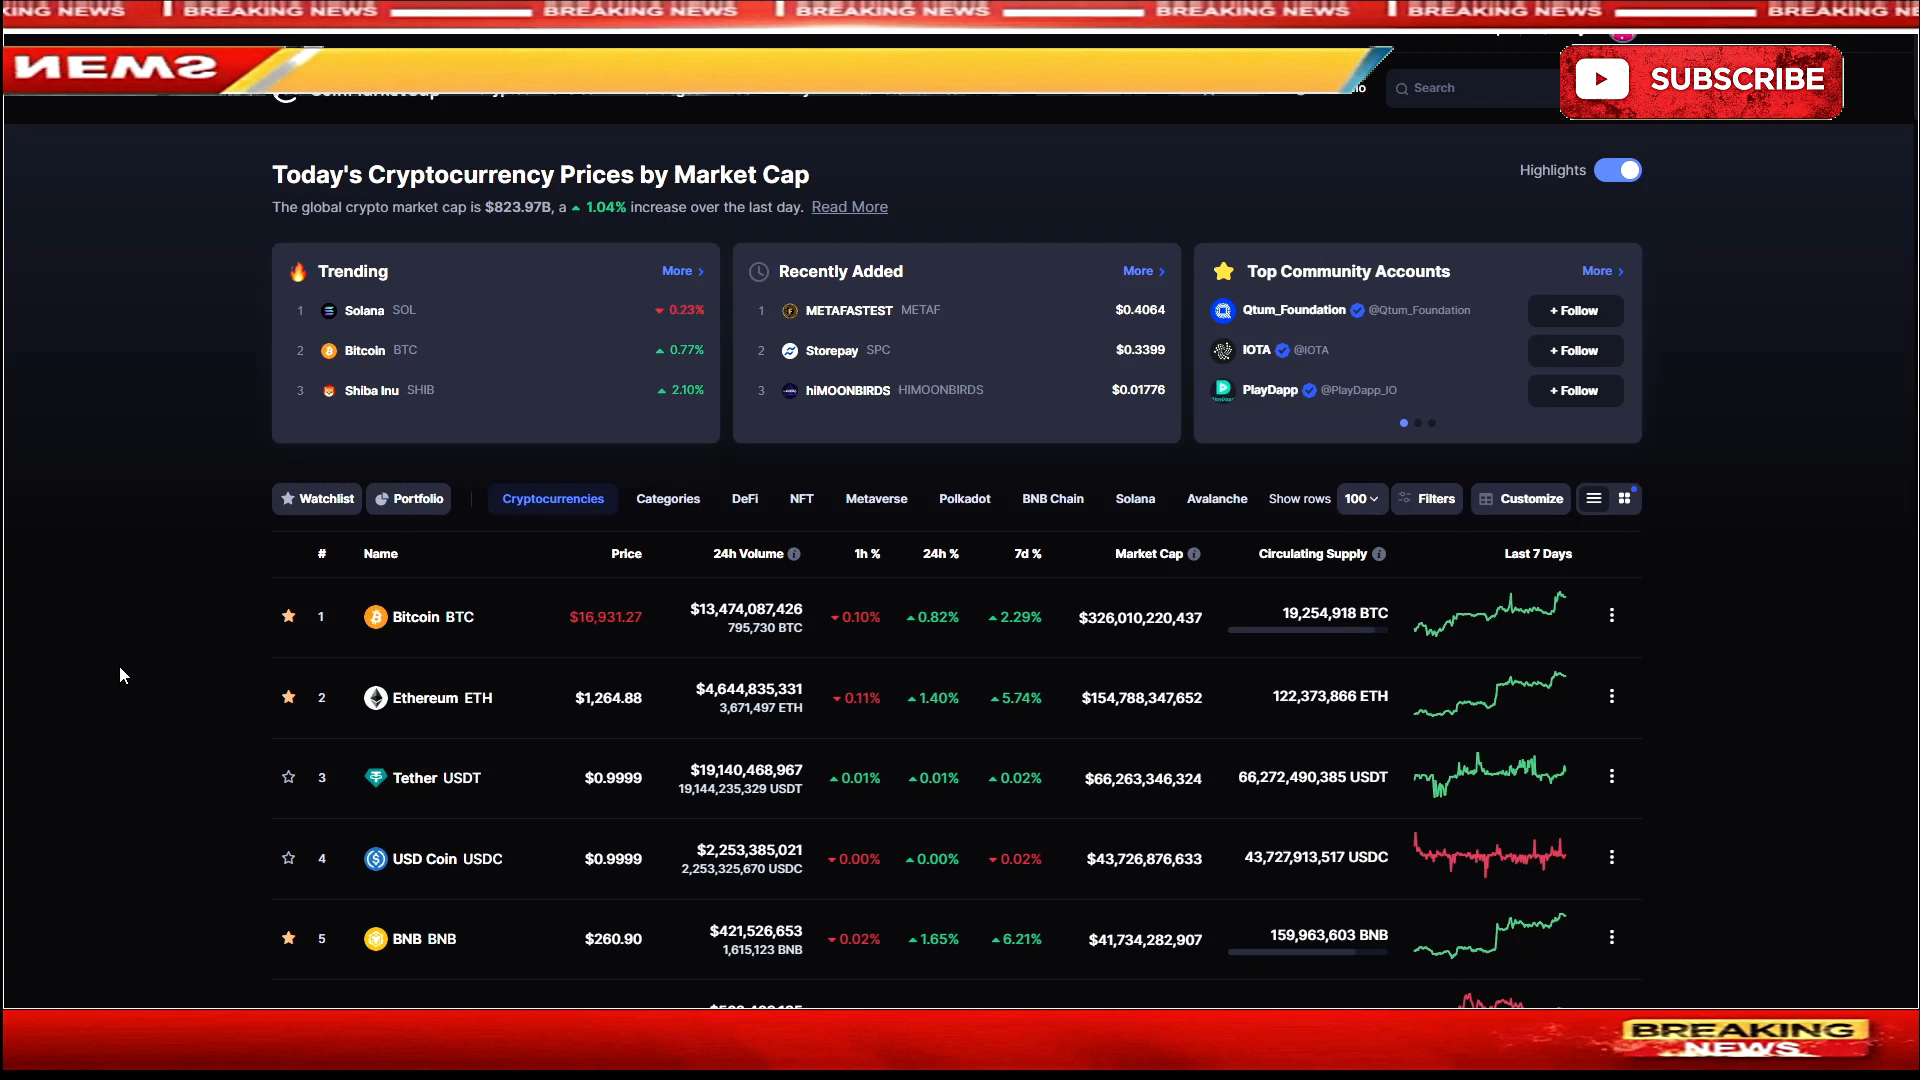 KING NEWS BREAKING NEWS BREAKING NEWS BREAKING NEWS BREAKING NEWS BREAKING NEWS BREAKING NE
NEWS
SUBSCRIBE
Search
Today's Cryptocurrency Prices by Market Cap
Highlights
The global crypto market cap is $823.97B, a 1.04% increase over the last day. Read More
Trending More
1 Solana SOL 0.23%
2 Bitcoin BTC 0.77%
3 Shiba Inu SHIB 2.10%
Recently Added More
1 METAFASTEST METAF $0.4064
2 Storepay SPC $0.3399
3 hiMOONBIRDS HIMOONBIRDS $0.01776
Top Community Accounts More
Qtum_Foundation @Qtum_Foundation + Follow
IOTA @IOTA + Follow
PlayDapp @PlayDapp_IO + Follow
Watchlist Portfolio Cryptocurrencies Categories DeFi NFT Metaverse Polkadot BNB Chain Solana Avalanche Show rows 100 Filters Customize
# Name Price 24h Volume 1h % 24h % 7d % Market Cap Circulating Supply Last 7 Days
1 Bitcoin BTC $16,931.27 $13,474,087,426 0.10% 0.82% 2.29% $326,010,220,437 19,254,918 BTC
795,730 BTC
2 Ethereum ETH $1,264.88 $4,644,835,331 0.11% 1.40% 5.74% $154,788,347,652 122,373,866 ETH
3,671,497 ETH
3 Tether USDT $0.9999 $19,140,468,967 0.01% 0.01% 0.02% $66,263,346,324 66,272,490,385 USDT
19,144,235,329 USDT
4 USD Coin USDC $0.9999 $2,253,385,021 0.00% 0.00% 0.02% $43,726,876,633 43,727,913,517 USDC
2,253,325,670 USDC
5 BNB BNB $260.90 $421,526,653 0.02% 1.65% 6.21% $41,734,282,907 159,963,603 BNB
1,615,123 BNB
BREAKING
NEWS